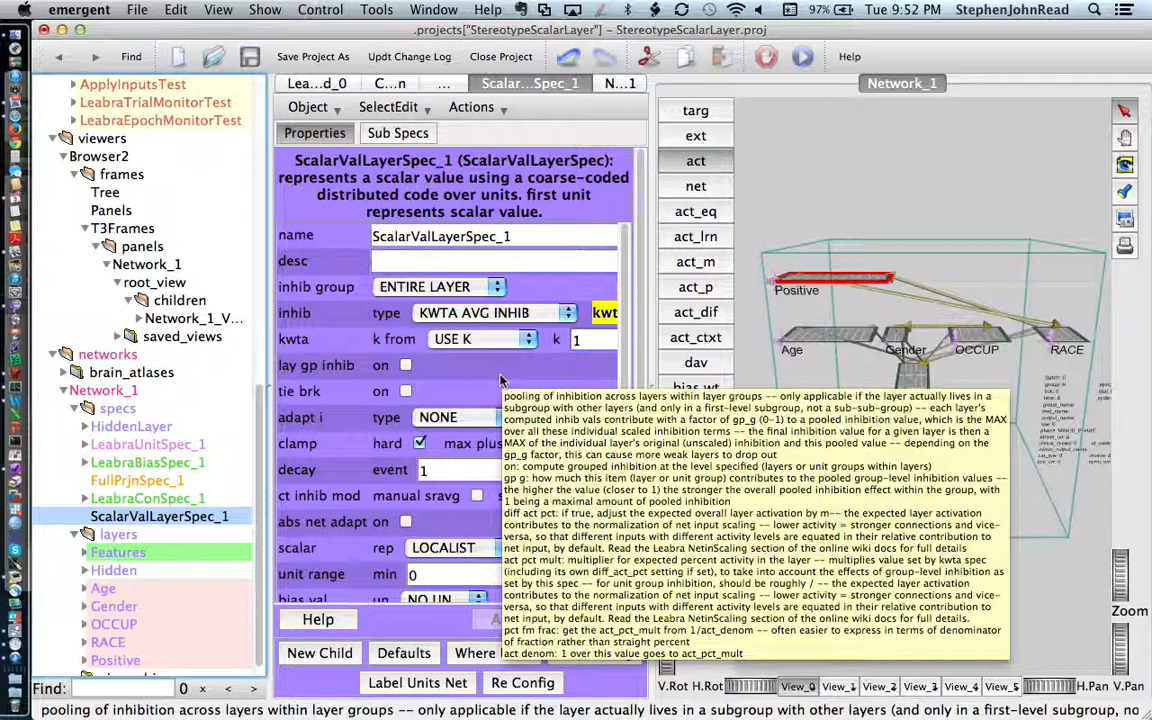 emergent File Edit View Show Control Tools Window Help 97% Tue 9:52 PM StephenJohnRead
.projects["StereotypeScalarLayer"] - StereotypeScalarLayer.proj
Find Save Project As Updt Change Log Close Project Help
ApplyInputsTest
LeabraTrialMonitorTest
LeabraEpochMonitorTest
viewers
Browser2
frames
Tree
Panels
T3Frames
panels
Network_1
root_view
children
Network_1_V...
saved_views
networks
brain_atlases
Network_1
specs
HiddenLayer
LeabraUnitSpec_1
LeabraBiasSpec_1
FullPrjnSpec_1
LeabraConSpec_1
ScalarValLayerSpec_1
layers
Features
Hidden
Age
Gender
OCCUP
RACE
Positive
Find: 0 x < >
Lea...d_0 C...n ... Scalar...Spec_1 N...1
Object SelectEdit Actions
Properties Sub Specs
ScalarValLayerSpec_1 (ScalarValLayerSpec):
represents a scalar value using a coarse-coded
distributed code over units. first unit
represents scalar value.
name ScalarValLayerSpec_1
desc
inhib group ENTIRE LAYER
inhib type KWTA AVG INHIB kwt
kwta k from USE K k 1
lay gp inhib on
tie brk on
adapt i type NONE
clamp hard max plus
decay event 1
ct inhib mod manual sravg
abs net adapt on
scalar rep LOCALIST
unit range min 0
bias val un NO UN
Help
New Child Defaults Where
Label Units Net Re Config
pooling of inhibition across layers within layer groups -- only applicable if the layer actually lives in a
subgroup with other layers (and only in a first-level subgroup, not a sub-sub-group) -- each layer's
computed inhib vals contribute with a factor of gp_g (0-1) to a pooled inhibition value, which is the MAX
over all these individual scaled inhibition terms -- the final inhibition value for a given layer is then a
MAX of the individual layer's original (unscaled) inhibition and this pooled value -- depending on the
gp_g factor, this can cause more weak layers to drop out
on: compute grouped inhibition at the level specified (layers or unit groups within layers)
gp g: how much this item (layer or unit group) contributes to the pooled group-level inhibition values --
the higher the value (closer to 1) the stronger the overall pooled inhibition effect within the group, with
1 being a maximal amount of pooled inhibition
diff act pct: if true, adjust the expected overall layer activation by m-- the expected layer activation
contributes to the normalization of net input scaling -- lower activity = stronger connections and vice-
versa, so that different inputs with different activity levels are equated in their relative contribution to
net input, by default. Read the Leabra NetinScaling section of the online wiki docs for full details
act pct mult: multiplier for expected percent activity in the layer -- multiplies value set by kwta spec
(including its own diff_act_pct setting if set), to take into account the effects of group-level inhibition as
set by this spec -- for unit group inhibition, should be roughly / -- the expected layer activation
contributes to the normalization of net input scaling -- lower activity = stronger connections and vice-
versa, so that different inputs with different activity levels are equated in their relative contribution to
net input, by default. Read the Leabra NetinScaling section of the online wiki docs for full details.
pct fm frac: get the act_pct_mult from 1/act_denom -- often easier to express in terms of denominator
of fraction rather than straight percent
act denom: 1 over this value goes to act_pct_mult
Network_1
targ
ext
act
net
act_eq
act_lrn
act_m
act_p
act_dif
act_ctxt
dav
bias.wt
Positive
Age Gender OCCUP RACE
Zoom
V.Rot H.Rot View_0 View_1 View_2 View_3 View_4 View_5 H.Pan V.Pan
pooling of inhibition across layers within layer groups -- only applicable if the layer actually lives in a subgroup with other layers (and only in a first-level subgroup, no